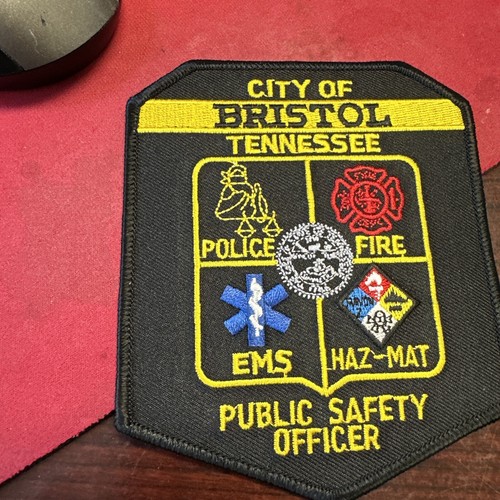 CITY OF
BRISTOL
TENNESSEE
POLICE
FIRE
EMS
HAZ-MAT
PUBLIC SAFETY
OFFICER